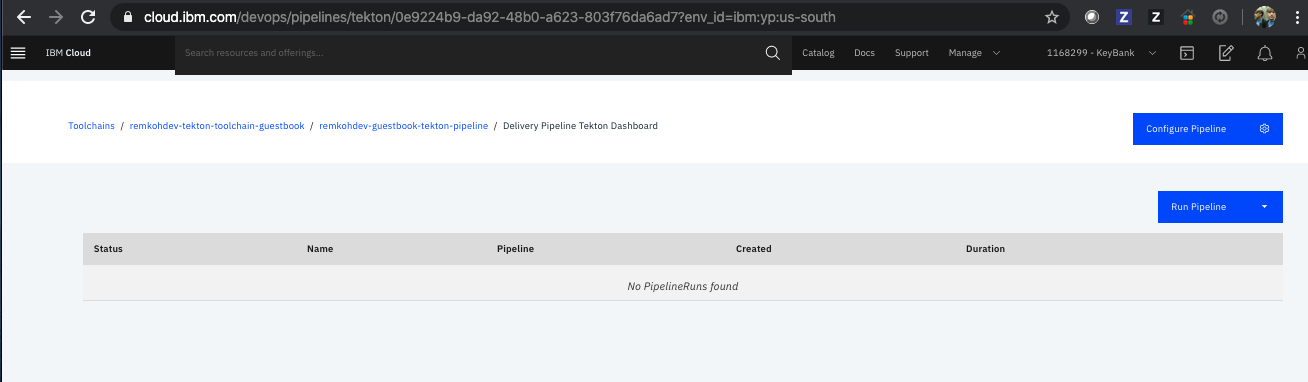 cloud.ibm.com/devops/pipelines/tekton/0e9224b9-da92-48b0-a623-803f76da6ad7?env_id=ibm:yp:us-south
Z Z N
IBM Cloud Search resources and offerings... Catalog Docs Support Manage 1168299 - KeyBank
Toolchains / remkohdev-tekton-toolchain-guestbook / remkohdev-guestbook-tekton-pipeline / Delivery Pipeline Tekton Dashboard Configure Pipeline
Run Pipeline
Status Name Pipeline Created Duration
No PipelineRuns found